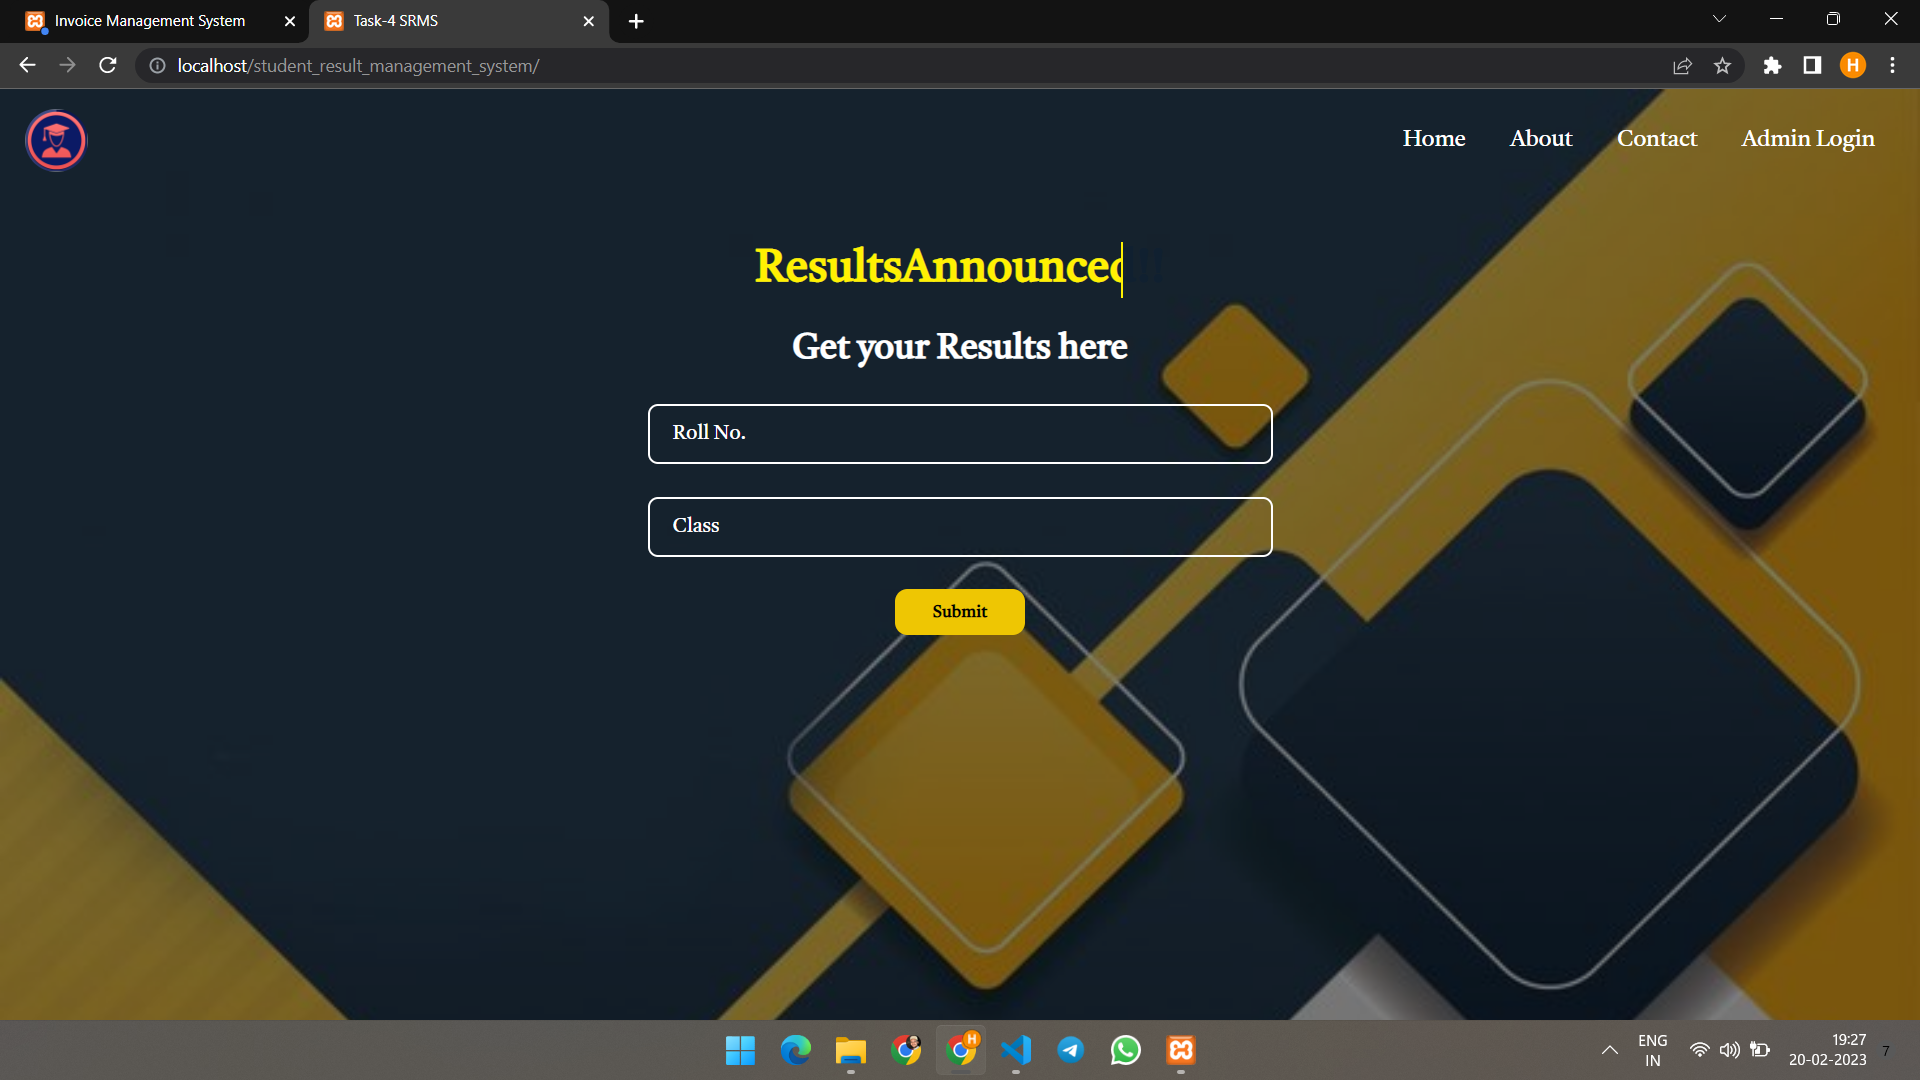 Invoice Management System
Task-4 SRMS
localhost/student_result_management_system/
H
Home About Contact Admin Login
ResultsAnnounced
Get your Results here
Roll No.
Class
Submit
H
ENG
IN
19:27
20-02-2023
7